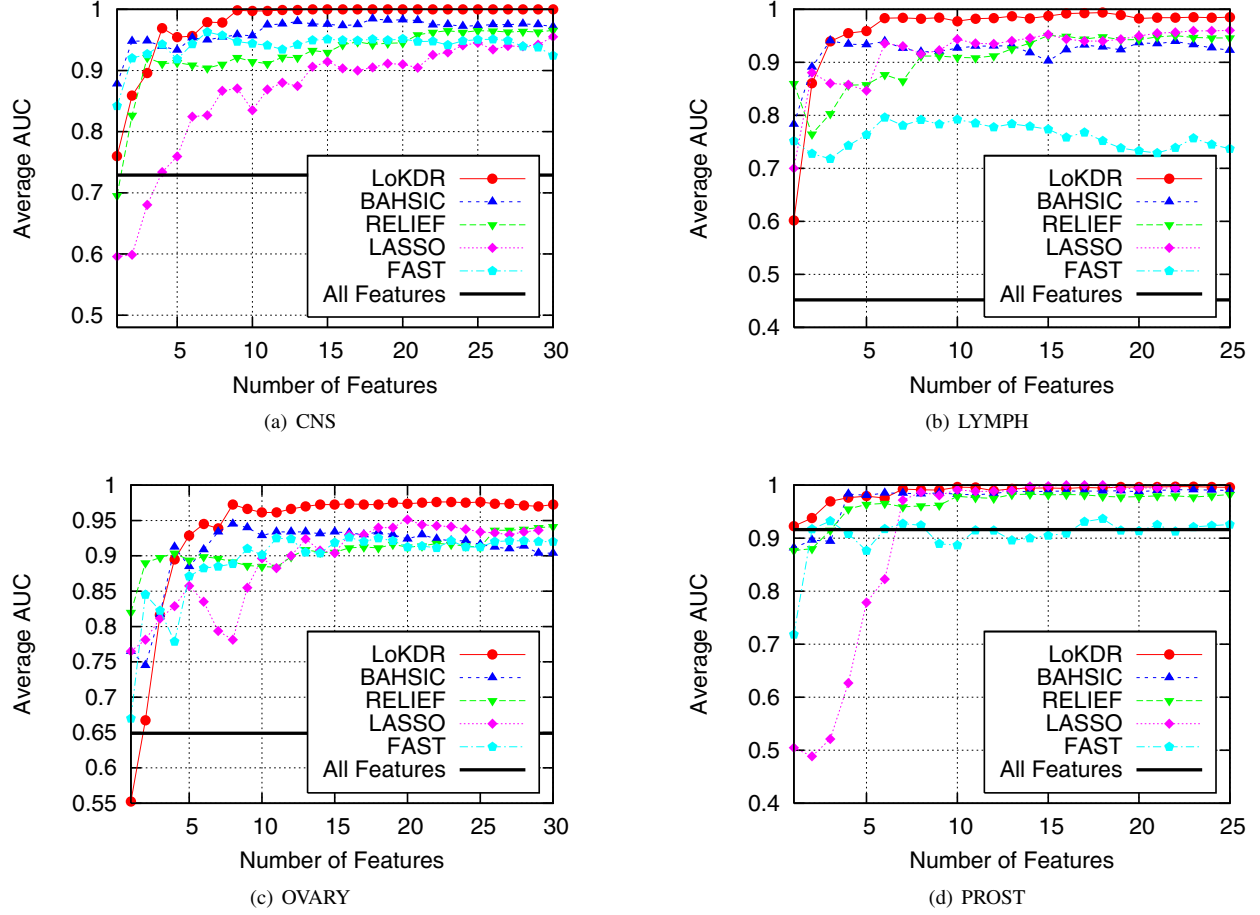 Average AUC
1
0.9
0.8
0.7
0.6
0.5
5
10
15
20
25
30
Number of Features
LoKDR
BAHSIC
RELIEF
LASSO
FAST
All Features
(a) CNS
Average AUC
1
0.9
0.8
0.7
0.6
0.5
0.4
5
10
15
20
25
Number of Features
LoKDR
BAHSIC
RELIEF
LASSO
FAST
All Features
(b) LYMPH
Average AUC
1
0.95
0.9
0.85
0.8
0.75
0.7
0.65
0.6
0.55
5
10
15
20
25
30
Number of Features
LoKDR
BAHSIC
RELIEF
LASSO
FAST
All Features
(c) OVARY
Average AUC
1
0.9
0.8
0.7
0.6
0.5
0.4
5
10
15
20
25
Number of Features
LoKDR
BAHSIC
RELIEF
LASSO
FAST
All Features
(d) PROST